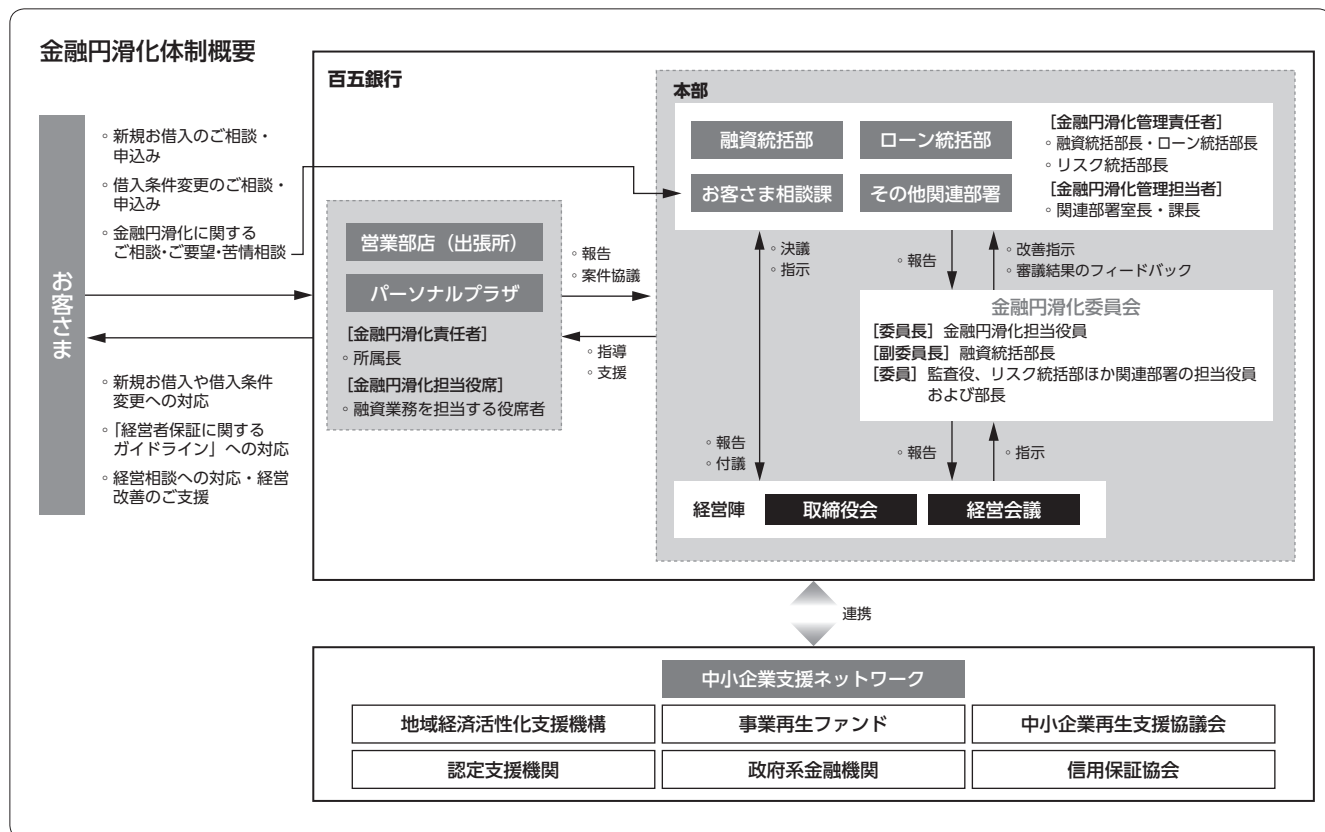 金融円滑化体制概要
お客さま
◦新規お借入のご相談・
申込み
◦借入条件変更のご相談・
申込み
◦金融円滑化に関する
ご相談・ご要望・苦情相談
◦新規お借入や借入条件
変更への対応
◦「経営者保証に関する
ガイドライン」への対応
◦経営相談への対応・経営
改善のご支援
百五銀行
営業部店（出張所）
パーソナルプラザ
[金融円滑化責任者]
◦所属長
[金融円滑化担当役席]
◦融資業務を担当する役席者
◦報告
◦案件協議
◦指導
◦支援
本部
融資統括部
ローン統括部
お客さま相談課
その他関連部署
[金融円滑化管理責任者]
◦融資統括部長・ローン統括部長
◦リスク統括部長
[金融円滑化管理担当者]
◦関連部署室長・課長
◦決議
◦指示
◦報告
◦改善指示
◦審議結果のフィードバック
金融円滑化委員会
[委員長] 金融円滑化担当役員
[副委員長] 融資統括部長
[委員] 監査役、リスク統括部ほか関連部署の担当役員
および部長
◦報告
◦付議
◦報告
◦指示
経営陣
取締役会
経営会議
連携
中小企業支援ネットワーク
地域経済活性化支援機構
事業再生ファンド
中小企業再生支援協議会
認定支援機関
政府系金融機関
信用保証協会